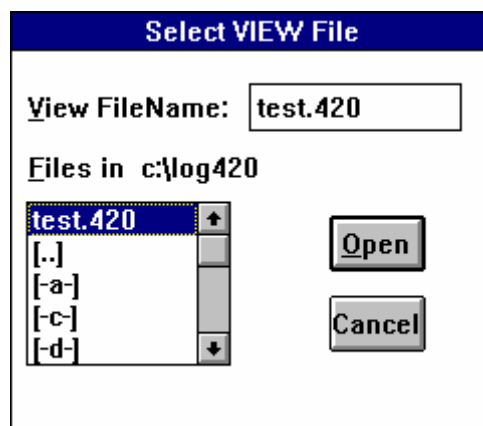 Select VIEW File
View FileName: test.420
Files in c:\log420
test.420
[..]
[-a-]
[-c-]
[-d-]
Open
Cancel